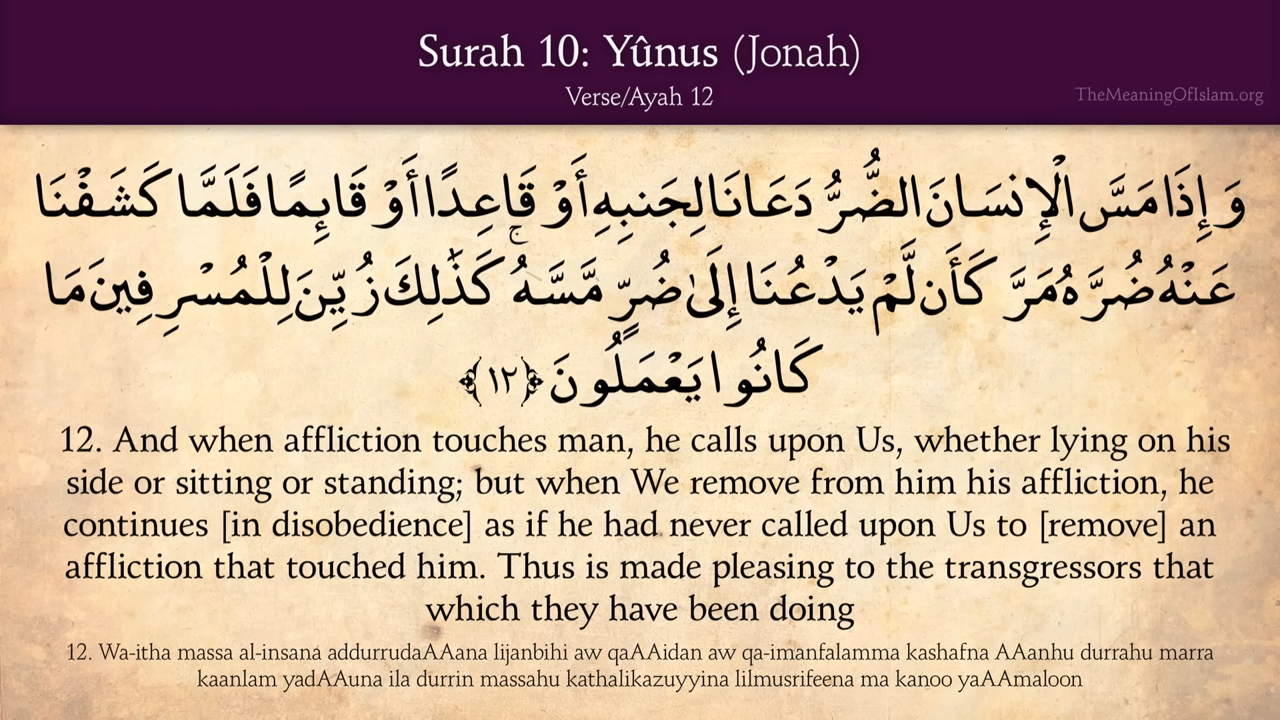 Surah 10: Yûnus (Jonah)
Verse/Ayah 12
TheMeaningOfIslam.org
وَإِذَا مَسَّ الْإِنسَانَ الضُّرُّ دَعَانَا لِجَنبِهِ أَوْ قَاعِدًا أَوْ قَائِمًا فَلَمَّا كَشَفْنَا
عَنْهُ ضُرَّهُ مَرَّ كَأَن لَّمْ يَدْعُنَا إِلَىٰ ضُرٍّ مَّسَّهُ ۚ كَذَٰلِكَ زُيِّنَ لِلْمُسْرِفِينَ مَا
كَانُوا يَعْمَلُونَ ﴿١٢﴾
12. And when affliction touches man, he calls upon Us, whether lying on his
side or sitting or standing; but when We remove from him his affliction, he
continues [in disobedience] as if he had never called upon Us to [remove] an
affliction that touched him. Thus is made pleasing to the transgressors that
which they have been doing
12. Wa-itha massa al-insana addurrudaAAana lijanbihi aw qaAAidan aw qa-imanfalamma kashafna AAanhu durrahu marra
kaanlam yadAAuna ila durrin massahu kathalikazuyyina lilmusrifeena ma kanoo yaAAmaloon